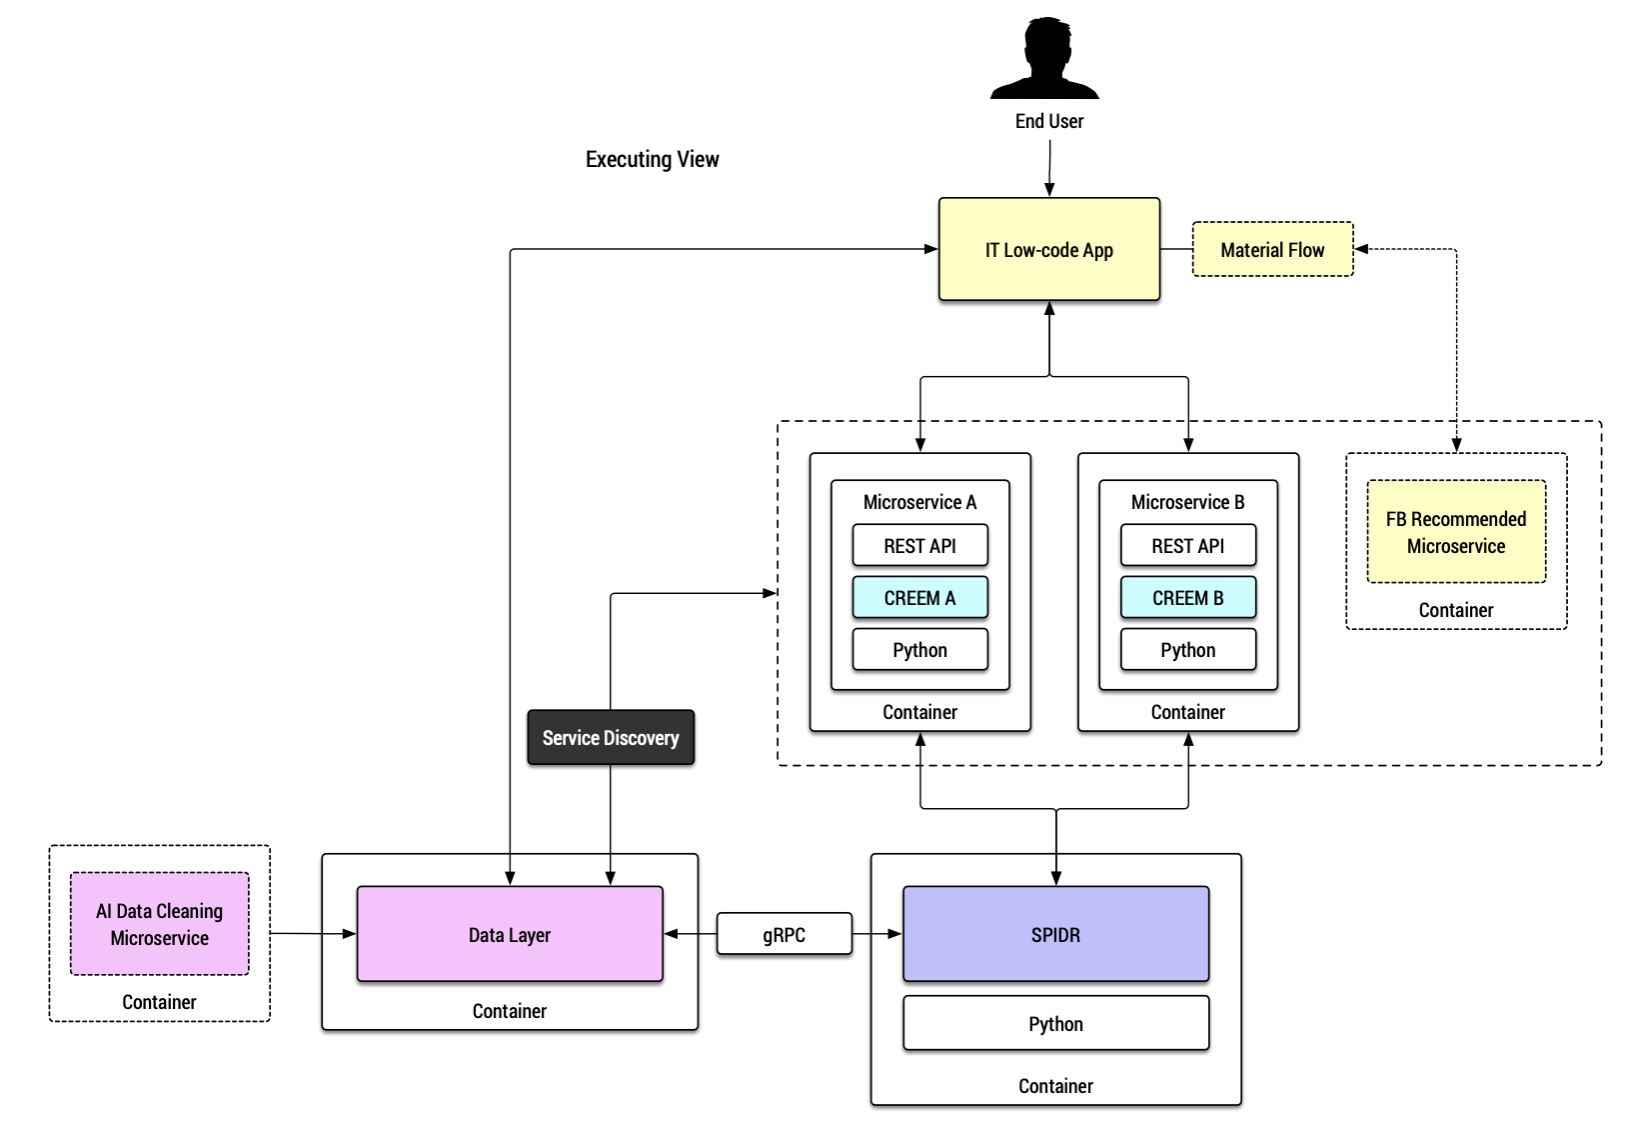 End User
Executing View
IT Low-code App
Material Flow
Microservice A
REST API
CREEM A
Python
Container
Microservice B
REST API
CREEM B
Python
Container
FB Recommended
Microservice
Container
Service Discovery
AI Data Cleaning
Microservice
Container
Data Layer
Container
gRPC
SPIDR
Python
Container